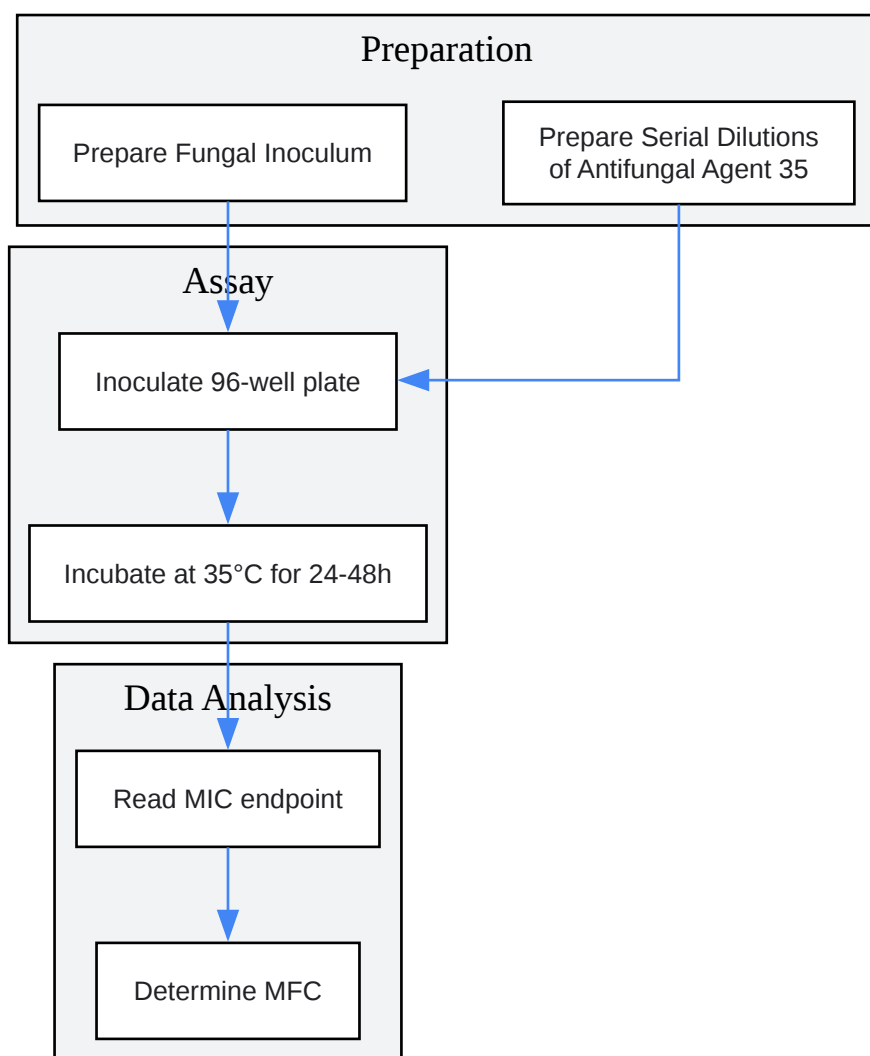 Preparation
Prepare Fungal Inoculum
Prepare Serial Dilutions
of Antifungal Agent 35
Assay
Inoculate 96-well plate
Incubate at 35°C for 24-48h
Data Analysis
Read MIC endpoint
Determine MFC